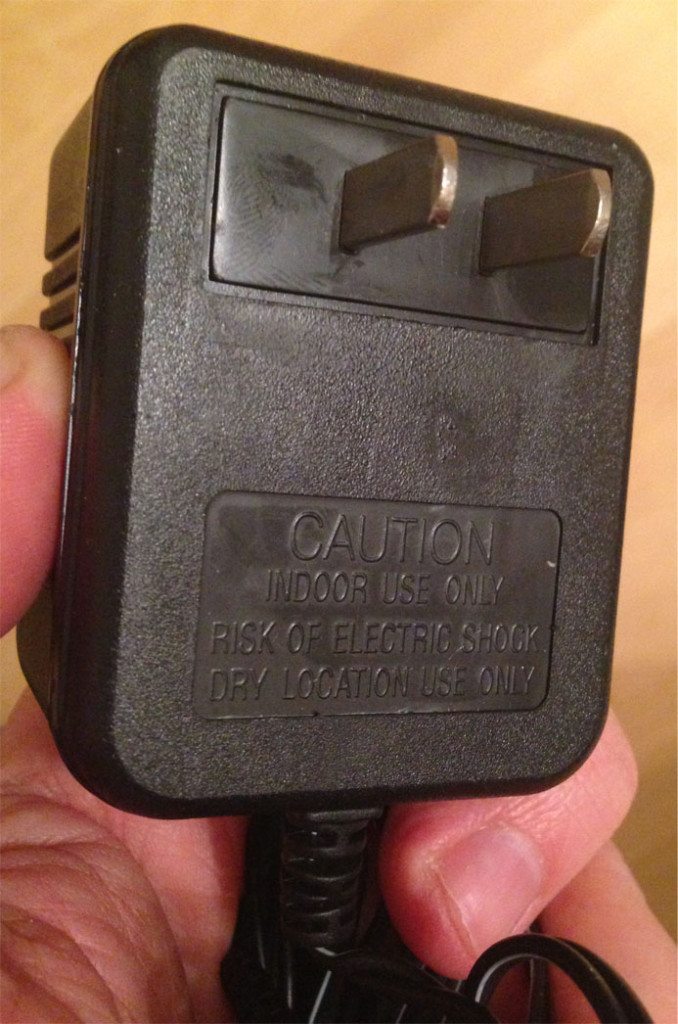 CAUTION
INDOOR USE ONLY
RISK OF ELECTRIC SHOCK
DRY LOCATION USE ONLY